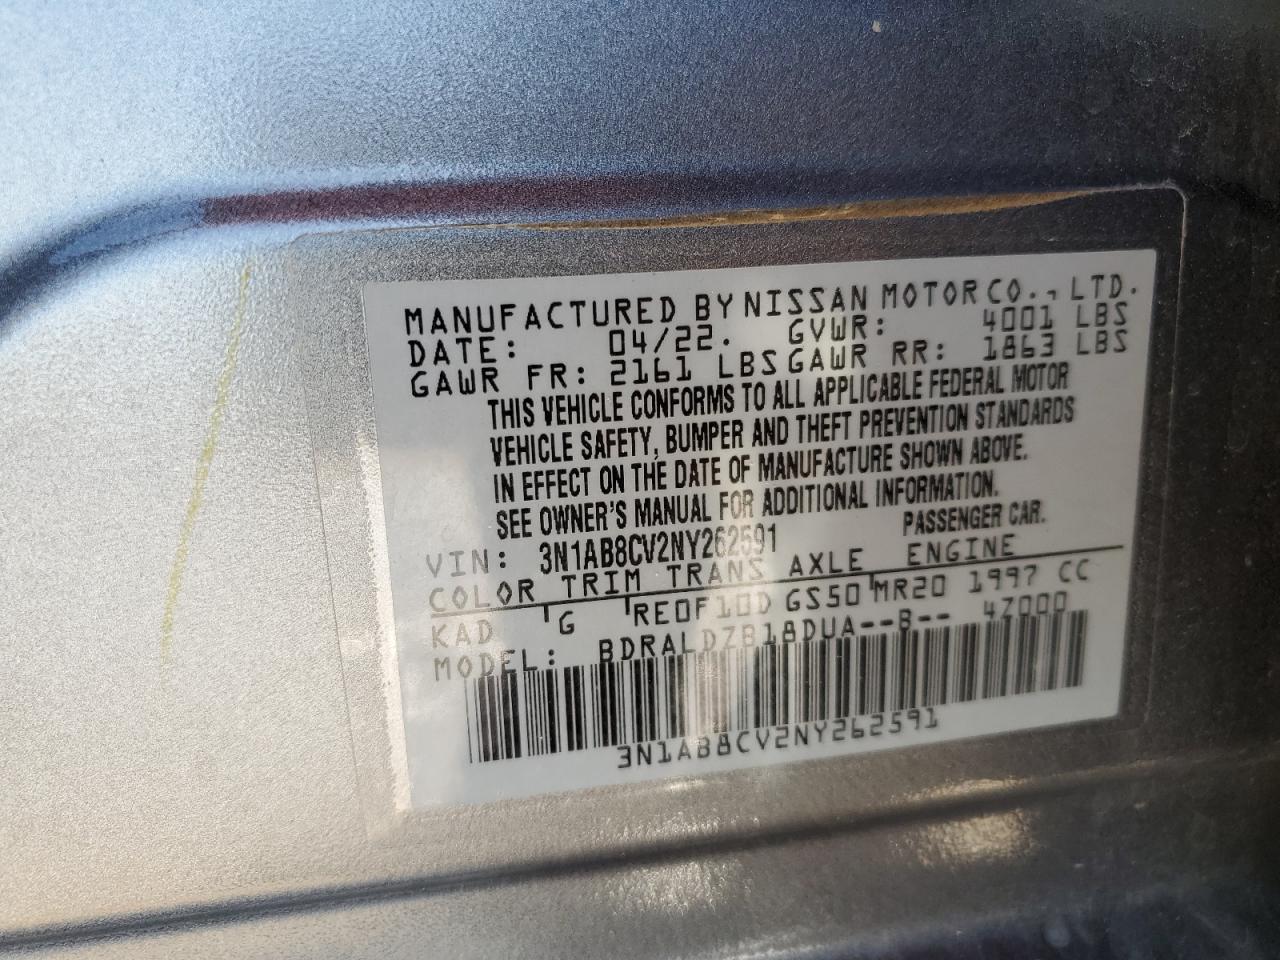 MANUFACTURED BY NISSAN MOTOR CO., LTD.
DATE: 04/22. GVWR: 4001 LBS
GAWR FR: 2161 LBS GAWR RR: 1863 LBS
THIS VEHICLE CONFORMS TO ALL APPLICABLE FEDERAL MOTOR
VEHICLE SAFETY, BUMPER AND THEFT PREVENTION STANDARDS
IN EFFECT ON THE DATE OF MANUFACTURE SHOWN ABOVE.
SEE OWNER'S MANUAL FOR ADDITIONAL INFORMATION.
VIN: 3N1AB8CV2NY262591 PASSENGER CAR.
COLOR TRIM TRANS AXLE ENGINE
KAD G RE0F10D GS50 MR20 1997 CC
MODEL: BDRALDZB18DUA--B-- 4Z000
3N1AB8CV2NY262591